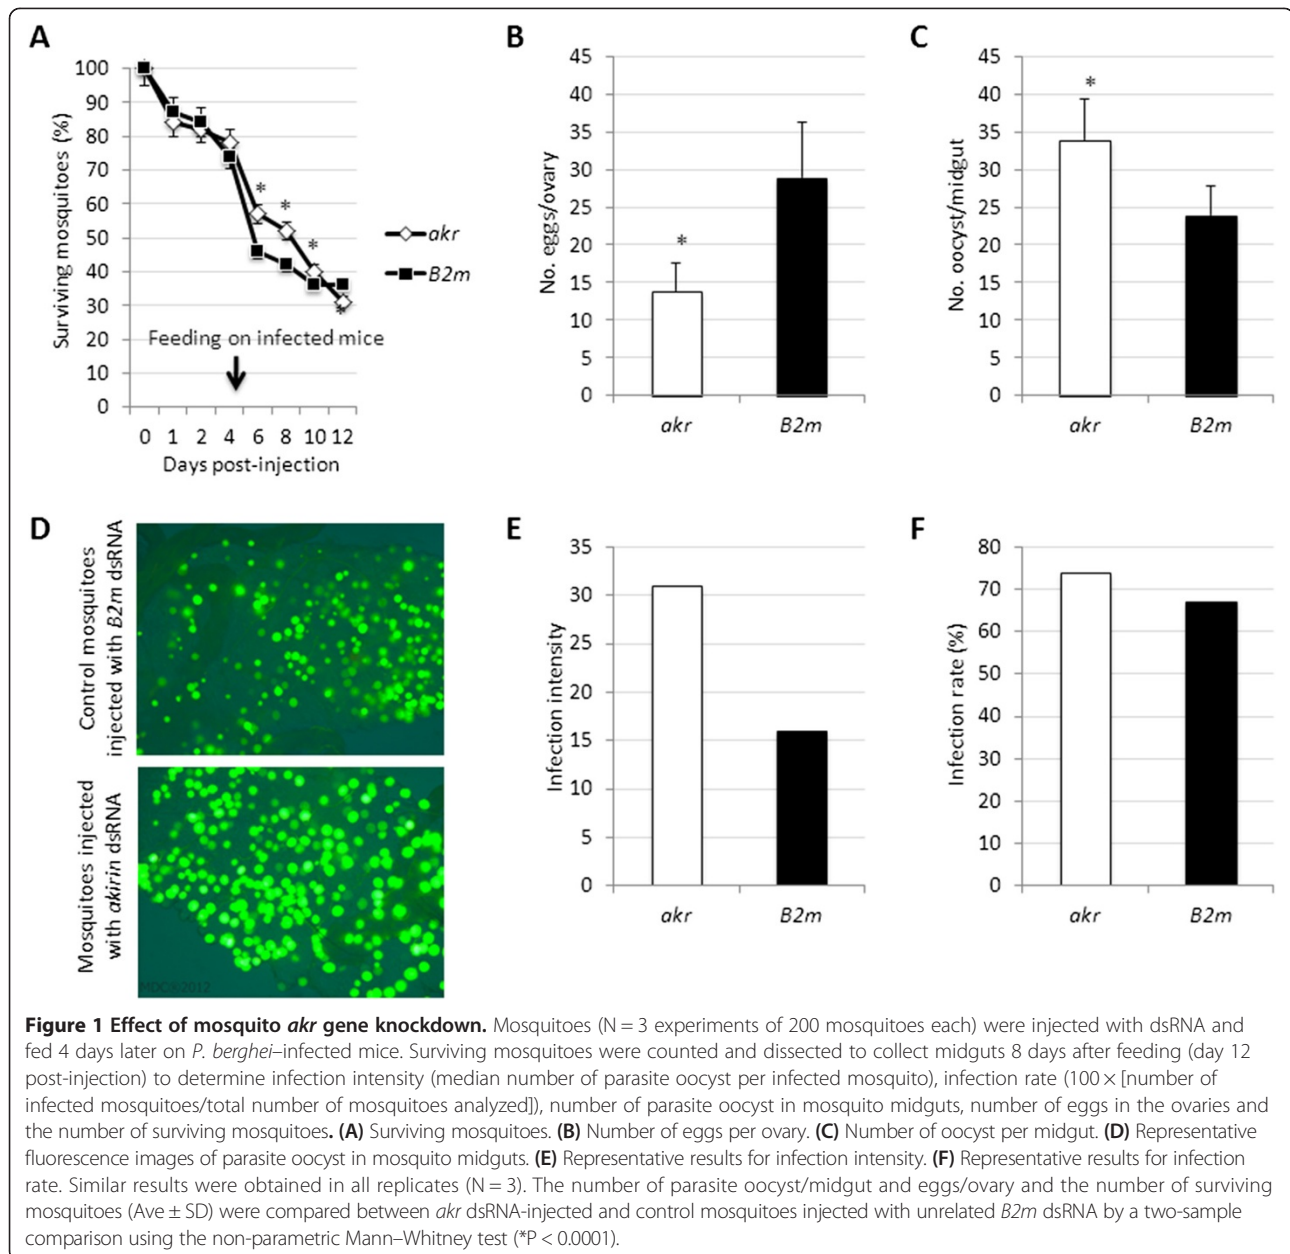 A
100
90
80
70
60
50
40
30
20
10
0
Surviving mosquitoes (%)
*
*
*
*
akr
B2m
Feeding on infected mice
0 1 2 4 6 8 10 12
Days post-injection
B
45
40
35
30
25
20
15
10
5
0
No. eggs/ovary
*
akr B2m
C
45
40
35
30
25
20
15
10
5
0
No. oocyst/midgut
*
akr B2m
D
Control mosquitoes
injected with B2m dsRNA
Mosquitoes injected
with akirin dsRNA
MDC®2012
E
35
30
25
20
15
10
5
0
Infection intensity
akr B2m
F
80
70
60
50
40
30
20
10
0
Infection rate (%)
akr B2m
Figure 1 Effect of mosquito akr gene knockdown. Mosquitoes (N = 3 experiments of 200 mosquitoes each) were injected with dsRNA and
fed 4 days later on P. berghei–infected mice. Surviving mosquitoes were counted and dissected to collect midguts 8 days after feeding (day 12
post-injection) to determine infection intensity (median number of parasite oocyst per infected mosquito), infection rate (100 × [number of
infected mosquitoes/total number of mosquitoes analyzed]), number of parasite oocyst in mosquito midguts, number of eggs in the ovaries and
the number of surviving mosquitoes. (A) Surviving mosquitoes. (B) Number of eggs per ovary. (C) Number of oocyst per midgut. (D) Representative
fluorescence images of parasite oocyst in mosquito midguts. (E) Representative results for infection intensity. (F) Representative results for infection
rate. Similar results were obtained in all replicates (N = 3). The number of parasite oocyst/midgut and eggs/ovary and the number of surviving
mosquitoes (Ave ± SD) were compared between akr dsRNA-injected and control mosquitoes injected with unrelated B2m dsRNA by a two-sample
comparison using the non-parametric Mann–Whitney test (*P < 0.0001).